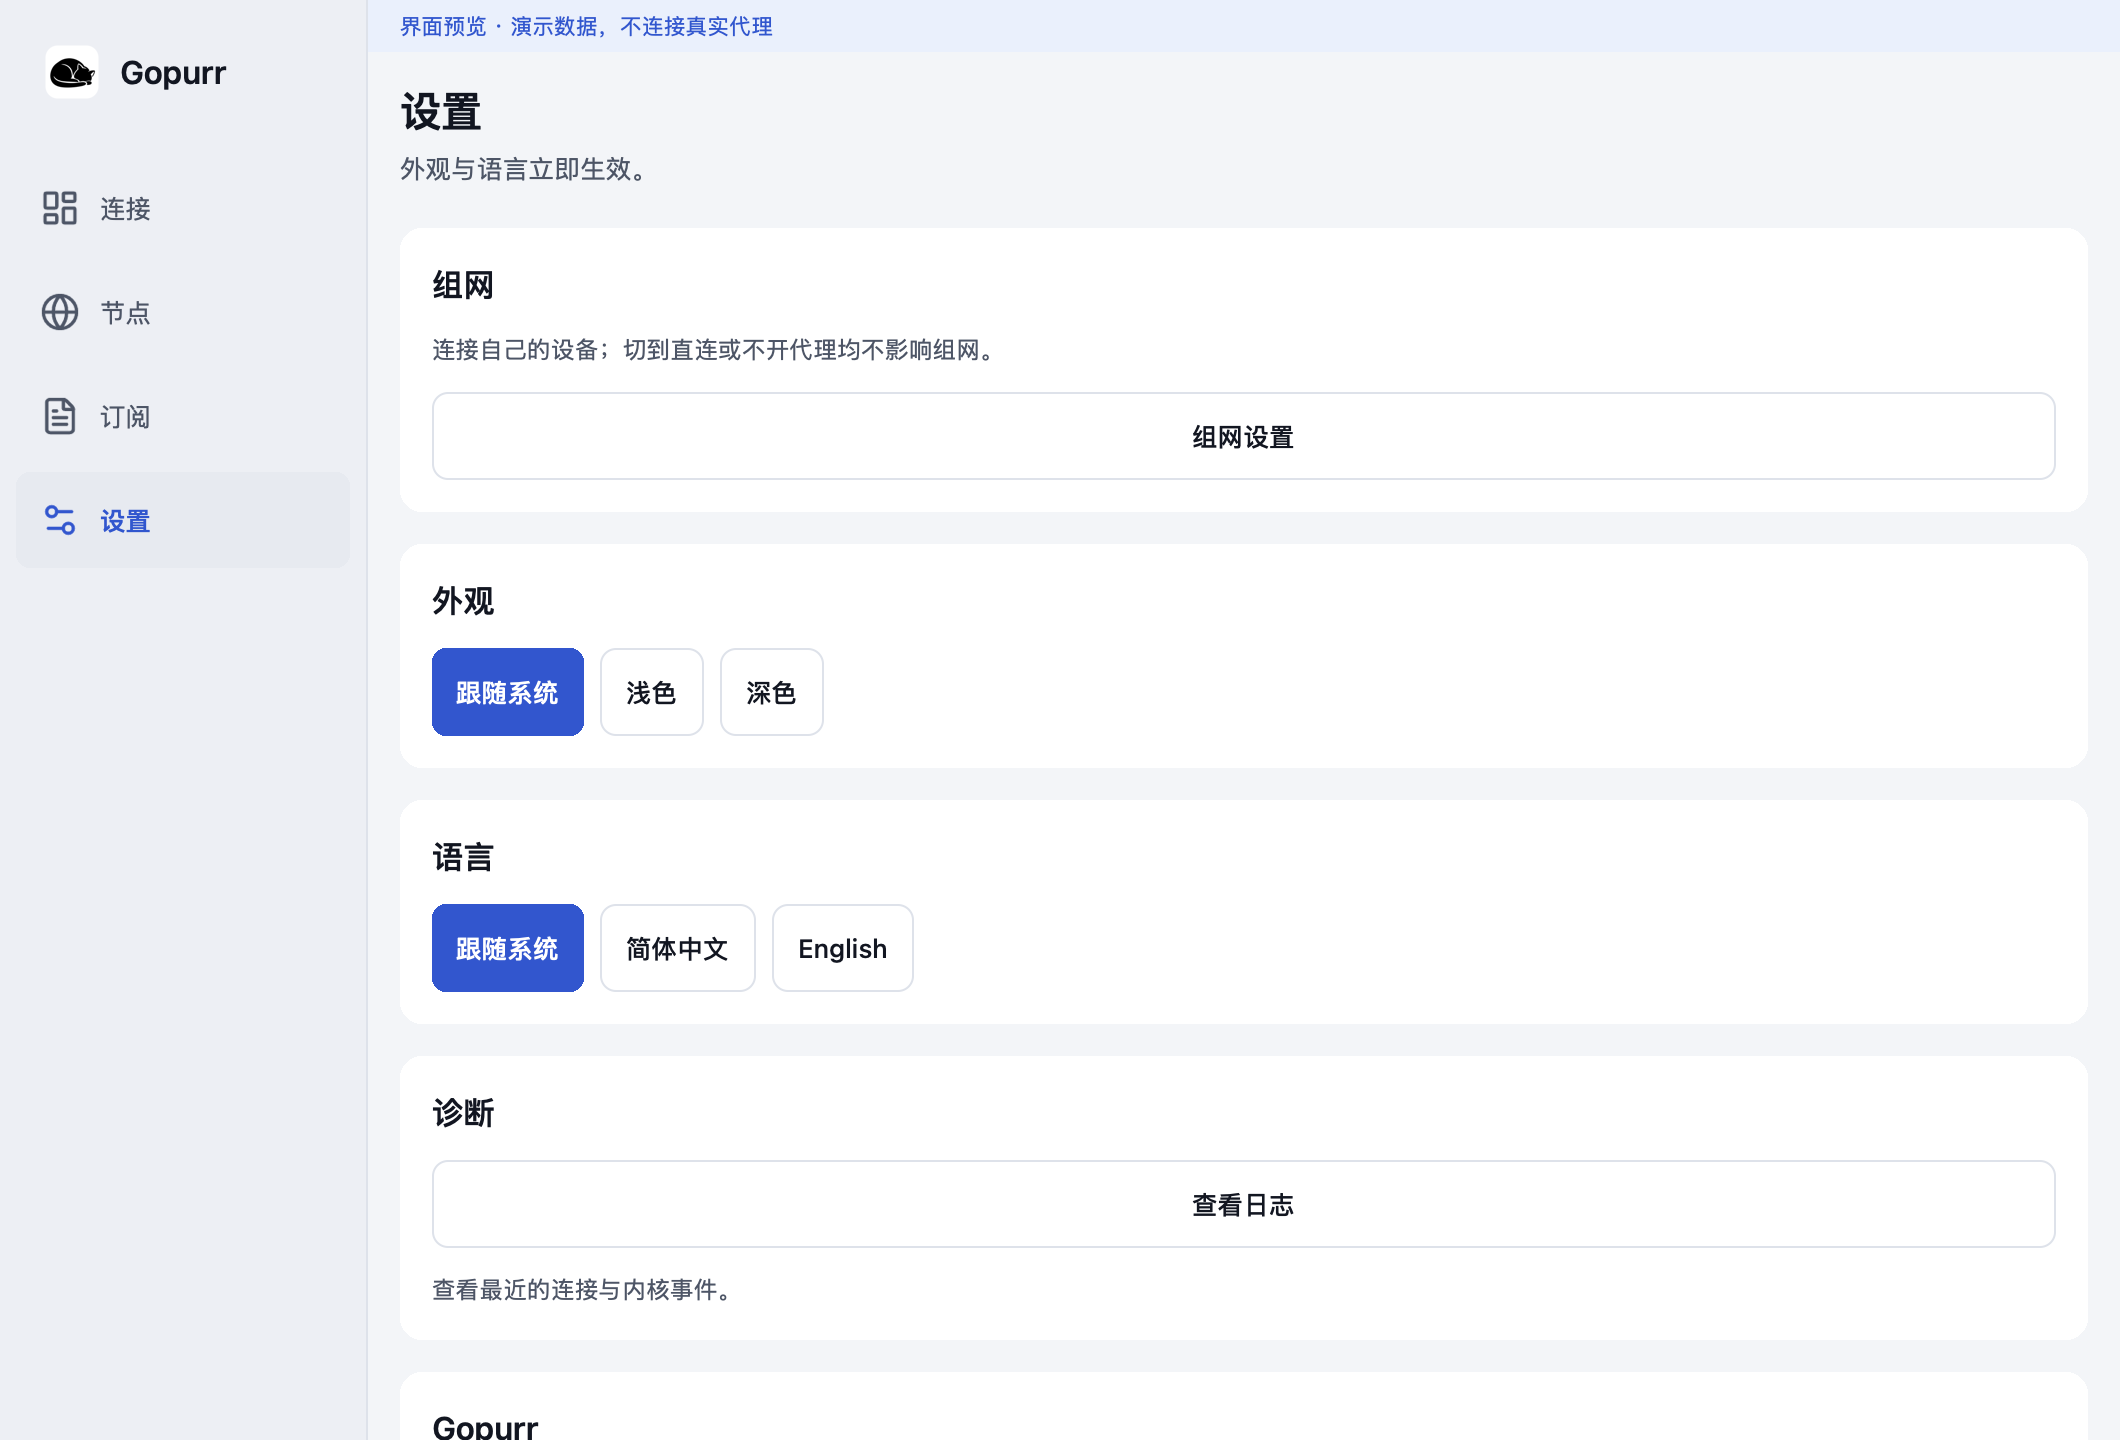 Gopurr
连接
节点
订阅
设置
界面预览 · 演示数据，不连接真实代理
设置
外观与语言立即生效。
组网
连接自己的设备；切到直连或不开代理均不影响组网。
组网设置
外观
跟随系统 浅色 深色
语言
跟随系统 简体中文 English
诊断
查看日志
查看最近的连接与内核事件。
Gopurr